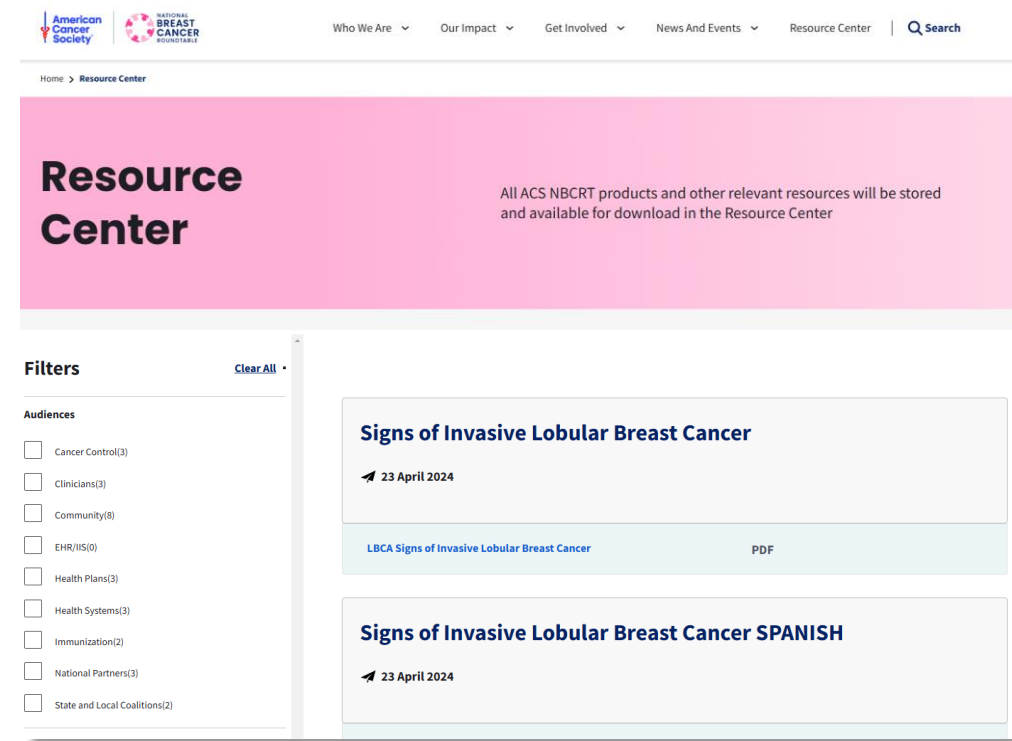 American
Cancer
Society
NATIONAL
BREAST
CANCER
ROUNDTABLE
Who We Are
Our Impact
Get Involved
News And Events
Resource Center
Search
Home > Resource Center
Resource
Center
All ACS NBCRT products and other relevant resources will be stored
and available for download in the Resource Center
Filters
Clear All
Audiences
Cancer Control(3)
Clinicians(3)
Community(8)
EHR/IIS(0)
Health Plans(3)
Health Systems(3)
Immunization(2)
National Partners(3)
State and Local Coalitions(2)
Signs of Invasive Lobular Breast Cancer
23 April 2024
LBCA Signs of Invasive Lobular Breast Cancer
PDF
Signs of Invasive Lobular Breast Cancer SPANISH
23 April 2024